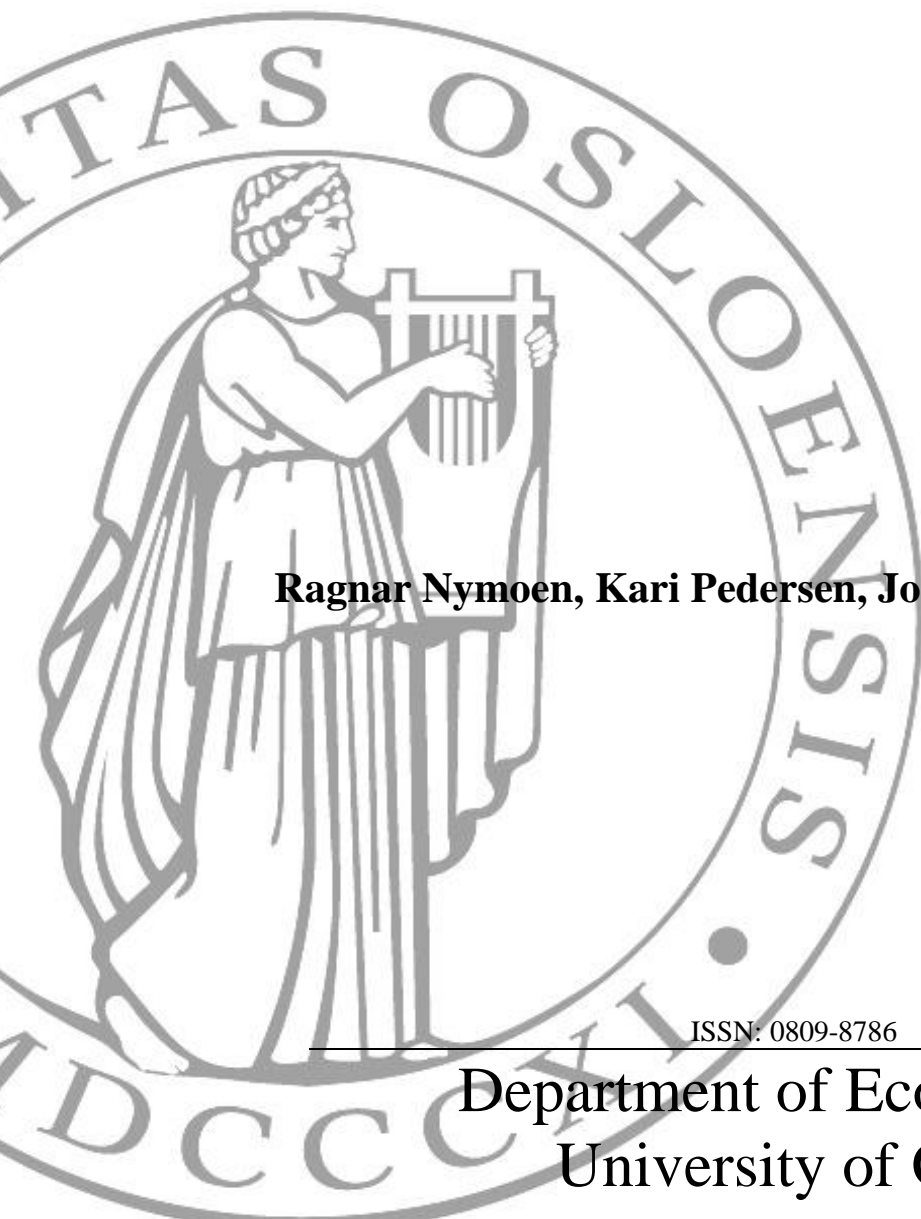 TAS OSLOENSIS •
Ragnar Nymoen, Kari Pedersen, Jo
ISSN: 0809-8786
Department of Eco
University of
MDCCCXI